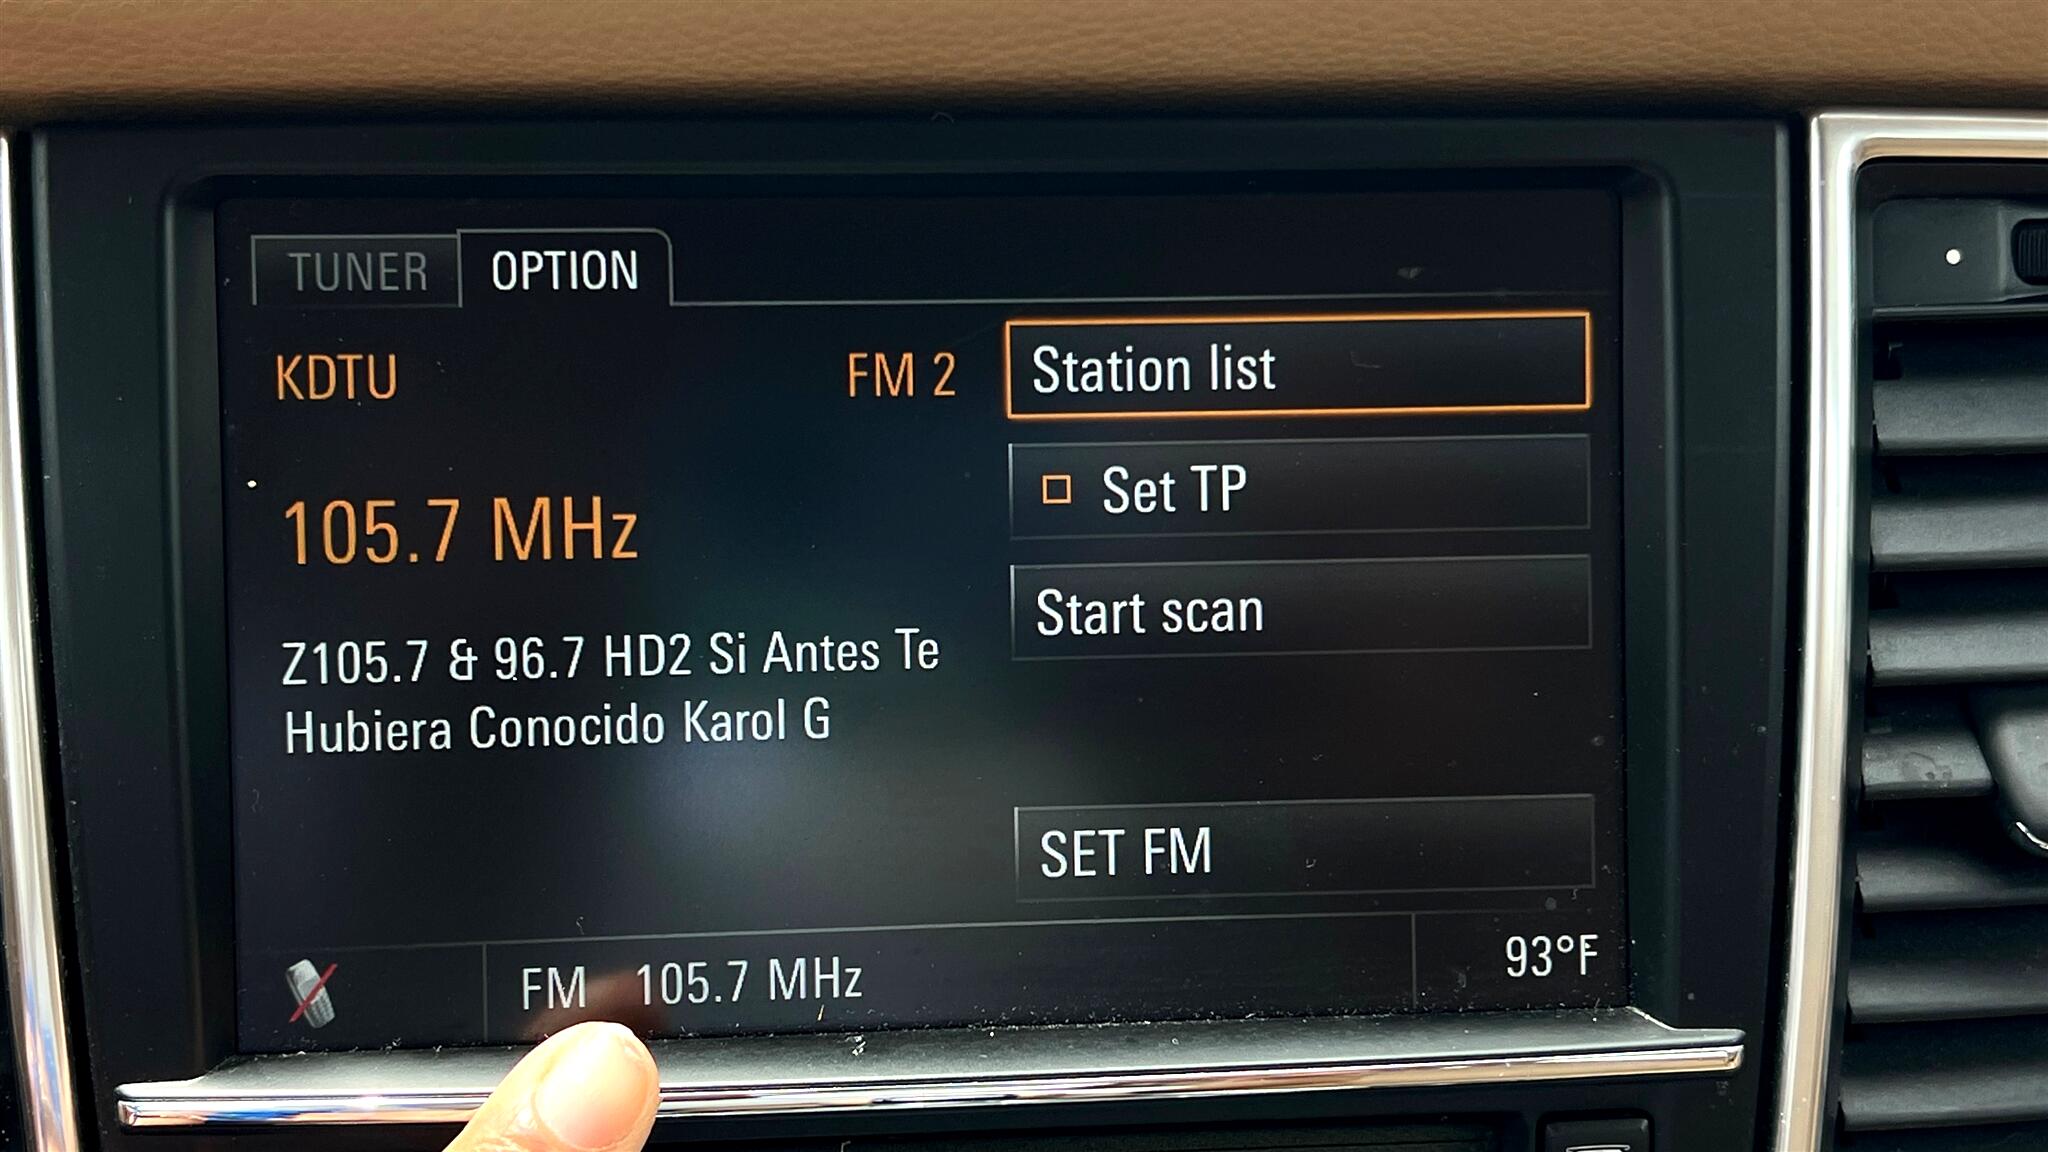 TUNER OPTION
KDTU FM 2
105.7 MHz
Z105.7 & 96.7 HD2 Si Antes Te
Hubiera Conocido Karol G
Station list
Set TP
Start scan
SET FM
FM 105.7 MHz 93°F